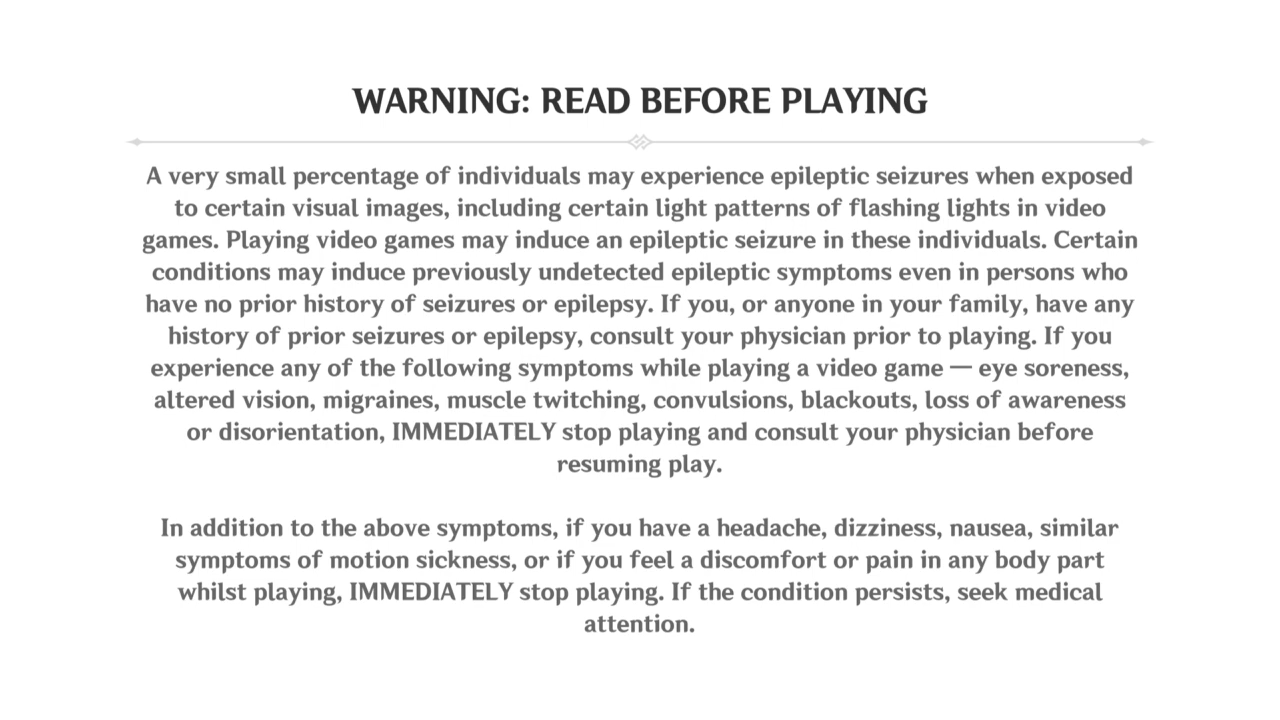 WARNING: READ BEFORE PLAYING
A very small percentage of individuals may experience epileptic seizures when exposed
to certain visual images, including certain light patterns of flashing lights in video
games. Playing video games may induce an epileptic seizure in these individuals. Certain
conditions may induce previously undetected epileptic symptoms even in persons who
have no prior history of seizures or epilepsy. If you, or anyone in your family, have any
history of prior seizures or epilepsy, consult your physician prior to playing. If you
experience any of the following symptoms while playing a video game — eye soreness,
altered vision, migraines, muscle twitching, convulsions, blackouts, loss of awareness
or disorientation, IMMEDIATELY stop playing and consult your physician before
resuming play.
In addition to the above symptoms, if you have a headache, dizziness, nausea, similar
symptoms of motion sickness, or if you feel a discomfort or pain in any body part
whilst playing, IMMEDIATELY stop playing. If the condition persists, seek medical
attention.